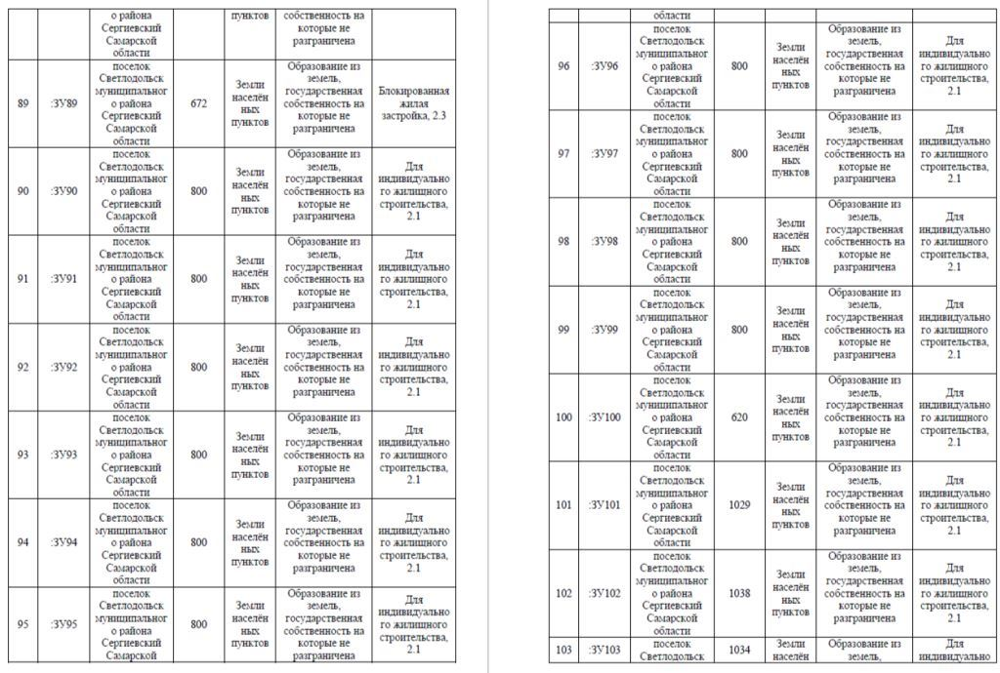 о района
Сергиевский
Самарской
области
пунктов
собственность на
которые не
разграничена
89
:ЗУ89
поселок
Светлодольск
муниципальног
о района
Сергиевский
Самарской
области
672
Земли
населён
ных
пунктов
Образование из
земель,
государственная
собственность на
которые не
разграничена
Блокированная
жилая
застройка, 2.3
90
:ЗУ90
поселок
Светлодольск
муниципальног
о района
Сергиевский
Самарской
области
800
Земли
населён
ных
пунктов
Образование из
земель,
государственная
собственность на
которые не
разграничена
Для
индивидуально
го жилищного
строительства,
2.1
91
:ЗУ91
поселок
Светлодольск
муниципальног
о района
Сергиевский
Самарской
области
800
Земли
населён
ных
пунктов
Образование из
земель,
государственная
собственность на
которые не
разграничена
Для
индивидуально
го жилищного
строительства,
2.1
92
:ЗУ92
поселок
Светлодольск
муниципальног
о района
Сергиевский
Самарской
области
800
Земли
населён
ных
пунктов
Образование из
земель,
государственная
собственность на
которые не
разграничена
Для
индивидуально
го жилищного
строительства,
2.1
93
:ЗУ93
поселок
Светлодольск
муниципальног
о района
Сергиевский
Самарской
области
800
Земли
населён
ных
пунктов
Образование из
земель,
государственная
собственность на
которые не
разграничена
Для
индивидуально
го жилищного
строительства,
2.1
94
:ЗУ94
поселок
Светлодольск
муниципальног
о района
Сергиевский
Самарской
области
800
Земли
населён
ных
пунктов
Образование из
земель,
государственная
собственность на
которые не
разграничена
Для
индивидуально
го жилищного
строительства,
2.1
95
:ЗУ95
поселок
Светлодольск
муниципальног
о района
Сергиевский
Самарской
800
Земли
населён
ных
пунктов
Образование из
земель,
государственная
собственность на
которые не
разграничена
Для
индивидуально
го жилищного
строительства,
2.1
области
96
:ЗУ96
поселок
Светлодольск
муниципальног
о района
Сергиевский
Самарской
области
800
Земли
населён
ных
пунктов
Образование из
земель,
государственная
собственность на
которые не
разграничена
Для
индивидуально
го жилищного
строительства,
2.1
97
:ЗУ97
поселок
Светлодольск
муниципальног
о района
Сергиевский
Самарской
области
800
Земли
населён
ных
пунктов
Образование из
земель,
государственная
собственность на
которые не
разграничена
Для
индивидуально
го жилищного
строительства,
2.1
98
:ЗУ98
поселок
Светлодольск
муниципальног
о района
Сергиевский
Самарской
области
800
Земли
населён
ных
пунктов
Образование из
земель,
государственная
собственность на
которые не
разграничена
Для
индивидуально
го жилищного
строительства,
2.1
99
:ЗУ99
поселок
Светлодольск
муниципальног
о района
Сергиевский
Самарской
области
800
Земли
населён
ных
пунктов
Образование из
земель,
государственная
собственность на
которые не
разграничена
Для
индивидуально
го жилищного
строительства,
2.1
100
:ЗУ100
поселок
Светлодольск
муниципальног
о района
Сергиевский
Самарской
области
620
Земли
населён
ных
пунктов
Образование из
земель,
государственная
собственность на
которые не
разграничена
Для
индивидуально
го жилищного
строительства,
2.1
101
:ЗУ101
поселок
Светлодольск
муниципальног
о района
Сергиевский
Самарской
области
1029
Земли
населён
ных
пунктов
Образование из
земель,
государственная
собственность на
которые не
разграничена
Для
индивидуально
го жилищного
строительства,
2.1
102
:ЗУ102
поселок
Светлодольск
муниципальног
о района
Сергиевский
Самарской
области
1038
Земли
населён
ных
пунктов
Образование из
земель,
государственная
собственность на
которые не
разграничена
Для
индивидуально
го жилищного
строительства,
2.1
103
:ЗУ103
поселок
Светлодольск
1034
Земли
населён
Образование из
земель,
Для
индивидуально